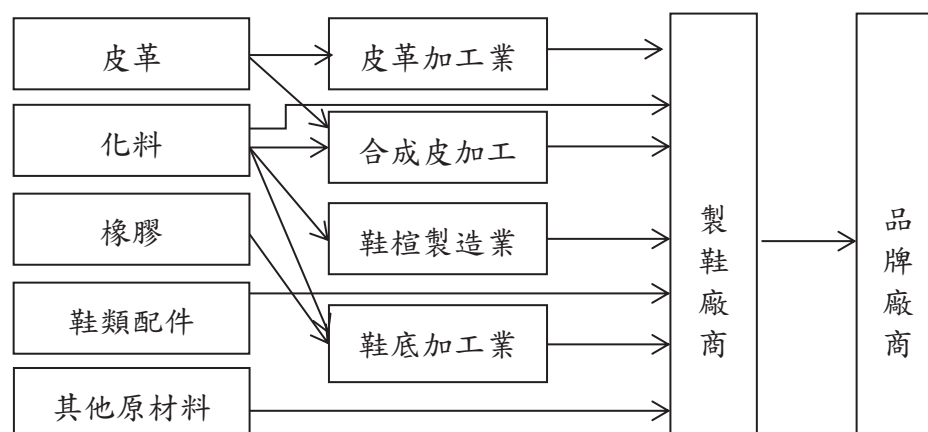 皮革
化料
橡膠
鞋類配件
其他原材料
皮革加工業
合成皮加工
鞋楦製造業
鞋底加工業
製鞋廠商
品牌廠商